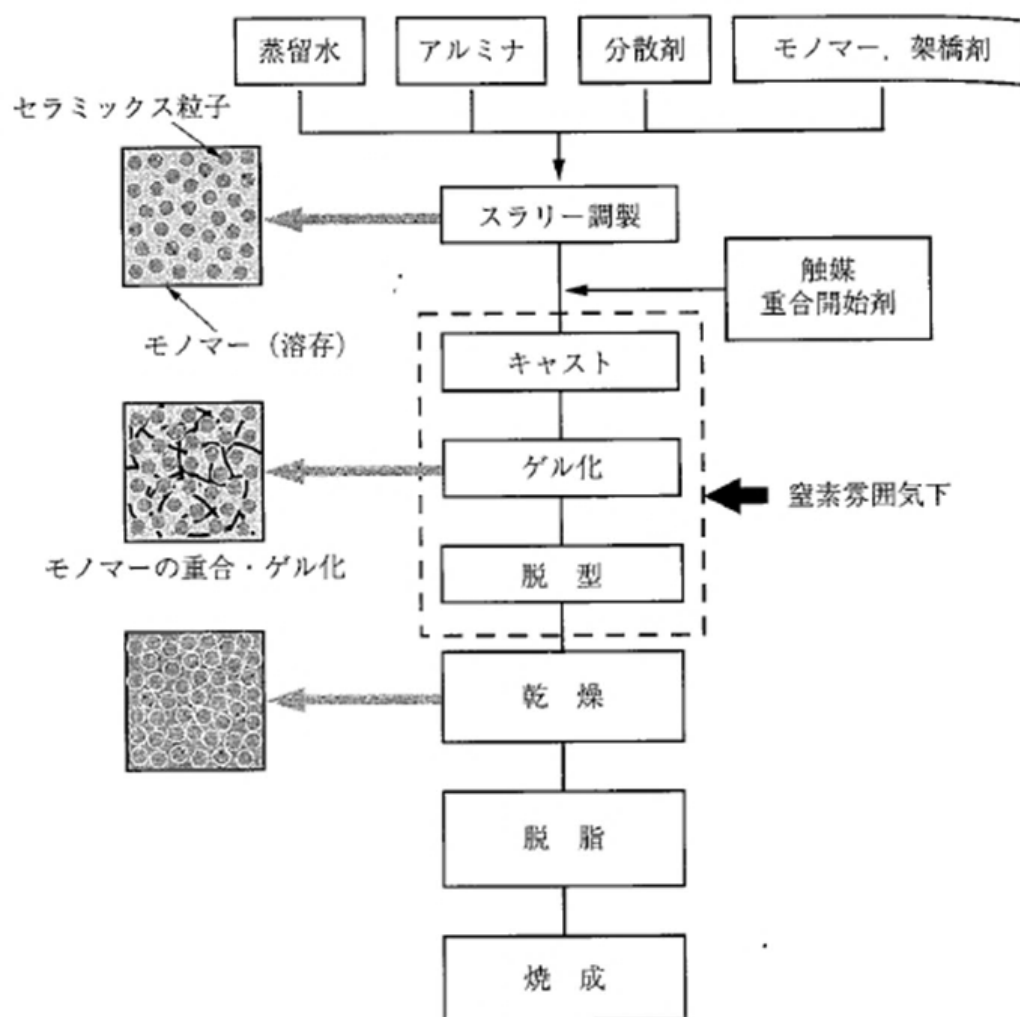 蒸留水
アルミナ
分散剤
モノマー，架橋剤
セラミックス粒子
スラリー調製
触媒
重合開始剤
モノマー（溶存）
キャスト
ゲル化
窒素雰囲気下
脱　型
モノマーの重合・ゲル化
乾　燥
脱　脂
焼　成